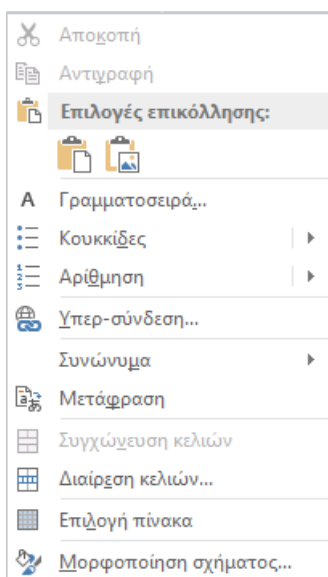 Αποκοπή
Αντιγραφή
Επιλογές επικόλλησης:
Γραμματοσειρά...
Κουκκίδες
Αρίθμηση
Υπερ-σύνδεση...
Συνώνυμα
Μετάφραση
Συγχώνευση κελιών
Διαίρεση κελιών...
Επιλογή πίνακα
Μορφοποίηση σχήματος...